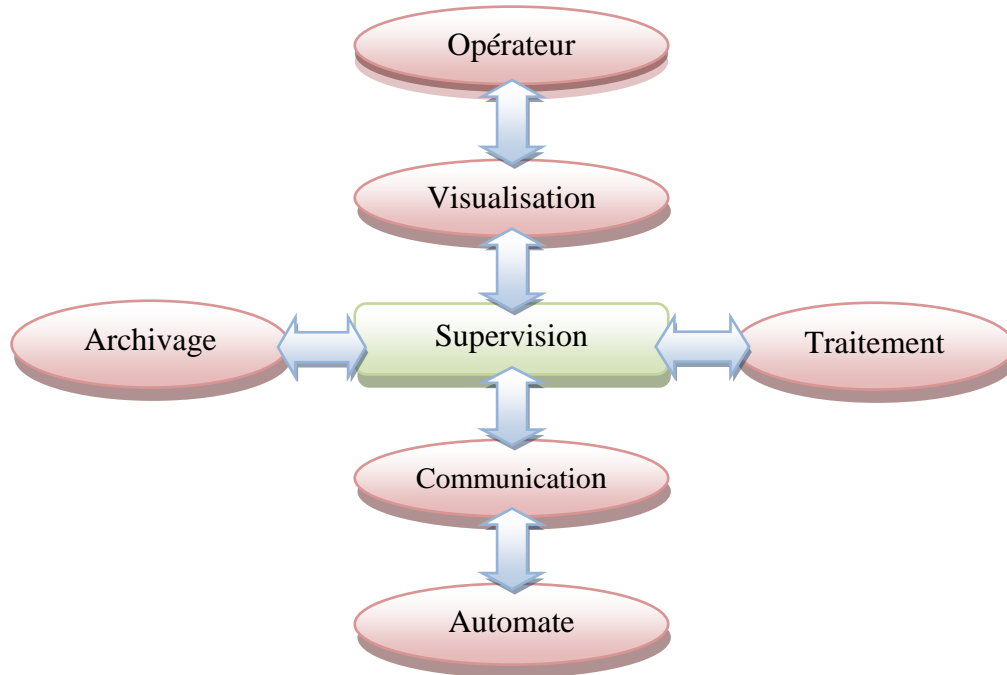 Opérateur
Visualisation
Archivage
Supervision
Traitement
Communication
Automate